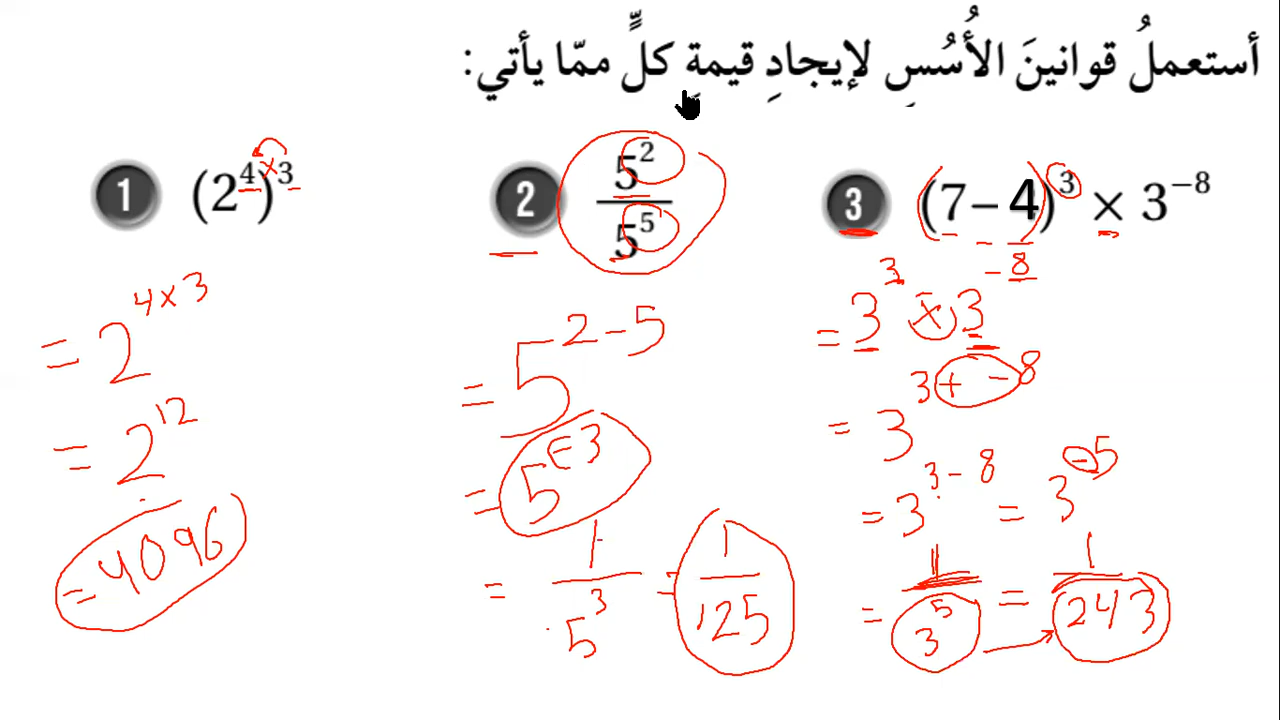 أستعملُ قوانينَ الأُسُسِ لإيجادِ قيمةِ كلٍّ ممّا يأتي:
1 (2^4)^3 ×
= 2^{4×3}
= 2^{12}
= 4096
2 5^2/5^5
= 5^{2-5}
= 5^{-3}
= 1/5^3 = 1/125
3 (7-4)^3 × 3^{-8}
= 3^3 × 3^{-8}
= 3^{3+-8}
= 3^{3-8} = 3^{-5}
= 1/3^5 = 1/243